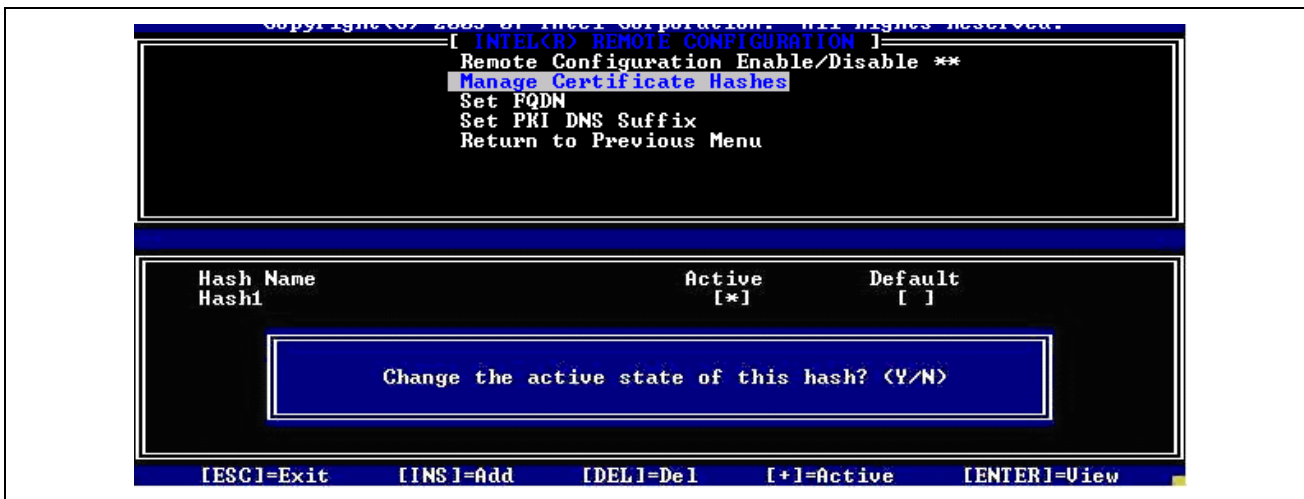 [ INTEL(R) REMOTE CONFIGURATION ]
Remote Configuration Enable/Disable **
Manage Certificate Hashes
Set FQDN
Set PKI DNS Suffix
Return to Previous Menu
Hash Name Active Default
Hash1 [*] [ ]
Change the active state of this hash? (Y/N)
[ESC]=Exit [INS]=Add [DEL]=Del [+]=Active [ENTER]=View